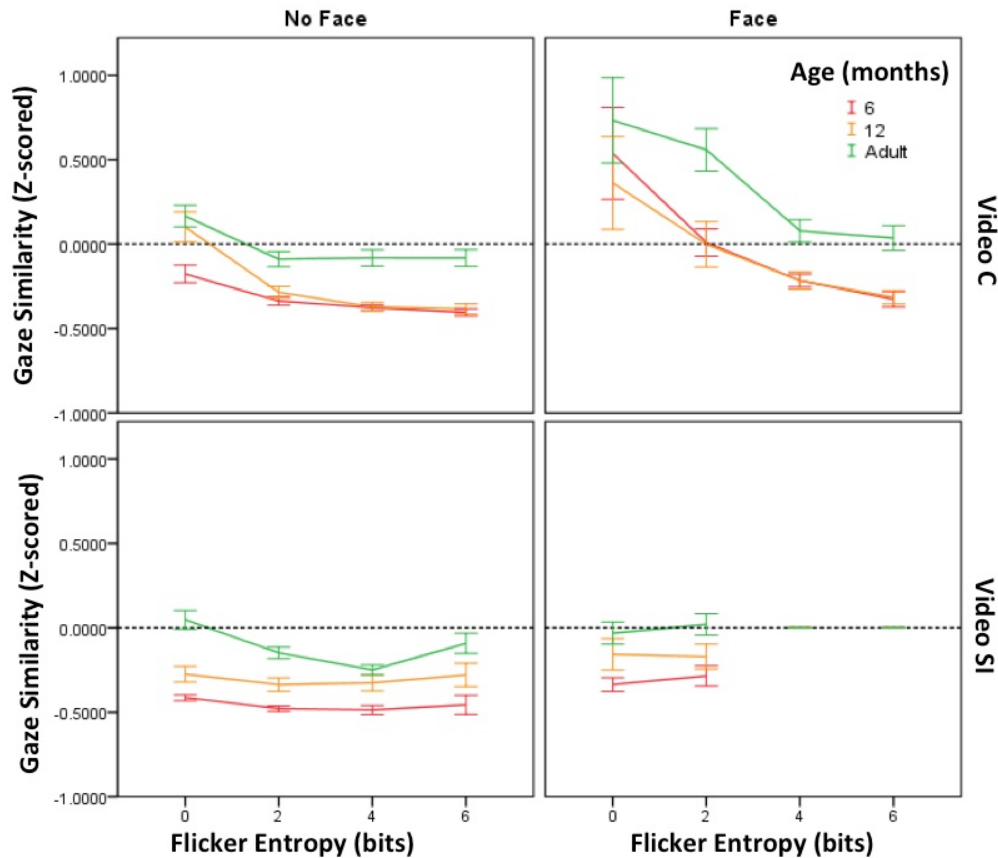 No Face
Face
Gaze Similarity (Z-scored)
1.0000
0.5000
0.0000
-0.5000
-1.0000
Age (months)
6
12
Adult
Video C
Gaze Similarity (Z-scored)
1.0000
0.5000
0.0000
-0.5000
-1.0000
Video SI
0 2 4 6
0 2 4 6
Flicker Entropy (bits)
Flicker Entropy (bits)